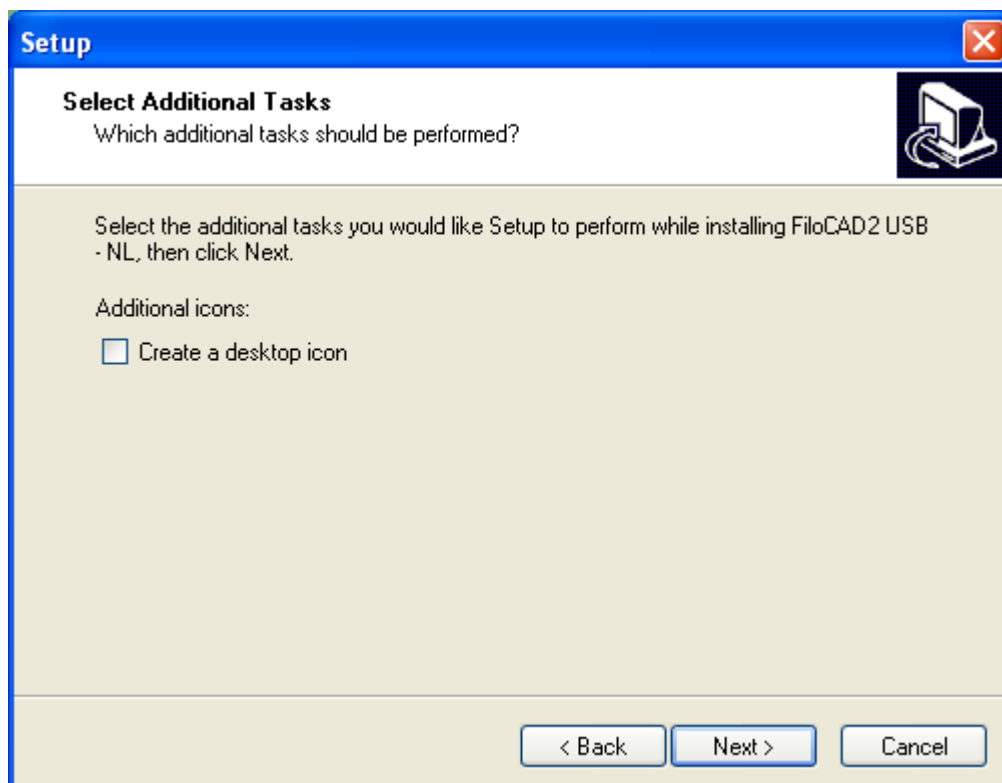 Setup
Select Additional Tasks
Which additional tasks should be performed?
Select the additional tasks you would like Setup to perform while installing FiloCAD2 USB
- NL, then click Next.
Additional icons:
Create a desktop icon
< Back
Next >
Cancel